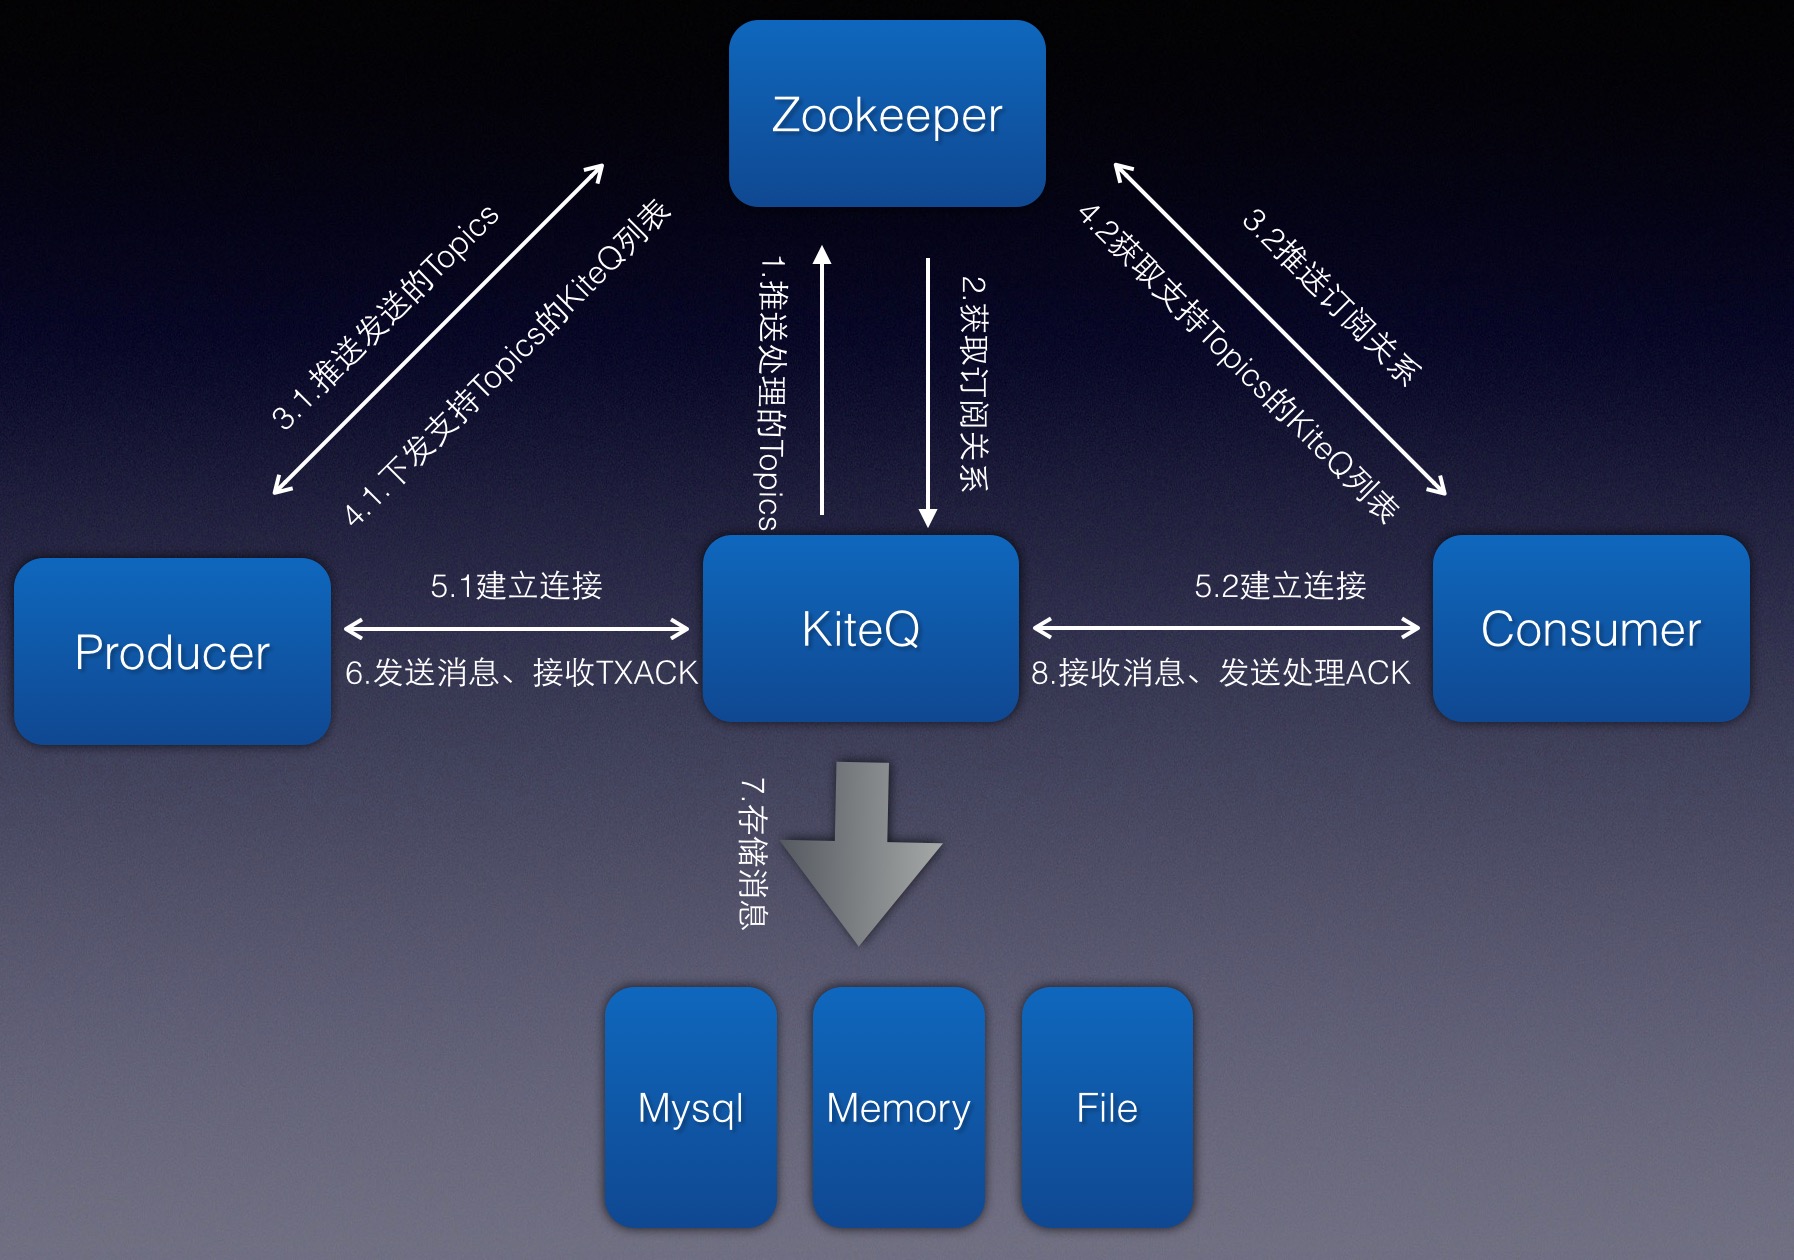 Zookeeper
3.1.推送发送的Topics
4.1.下发支持Topics的KiteQ列表
1.推送处理的Topics
2.获取订阅关系
4.2获取支持Topics的KiteQ列表
3.2推送订阅关系
Producer
5.1建立连接
6.发送消息、接收TXACK
KiteQ
5.2建立连接
8.接收消息、发送处理ACK
Consumer
7.存储消息
Mysql
Memory
File